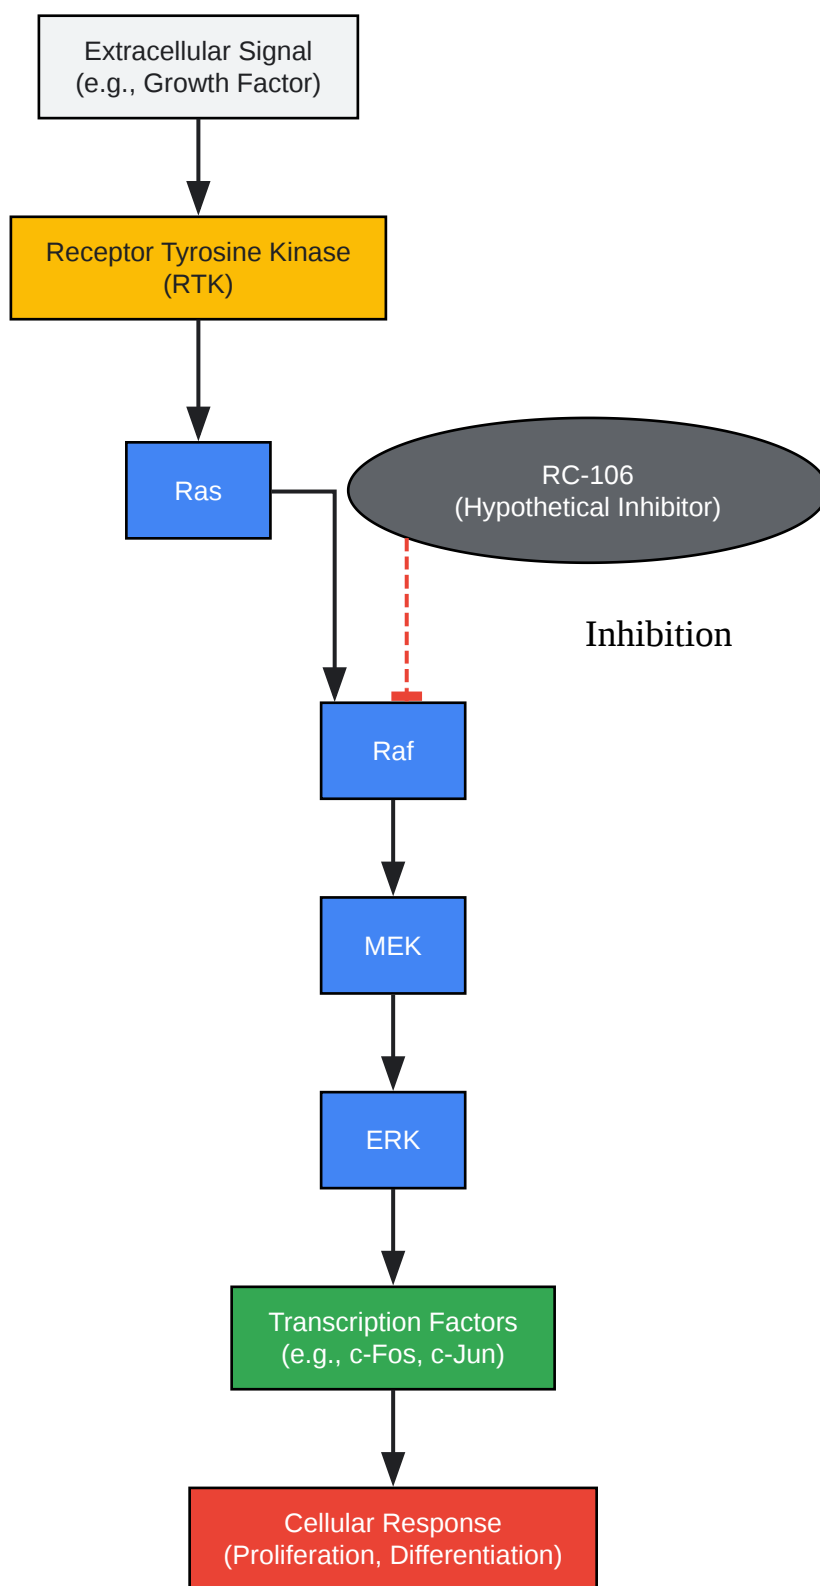 Extracellular Signal
(e.g., Growth Factor)
Receptor Tyrosine Kinase
(RTK)
Ras
RC-106
(Hypothetical Inhibitor)
Inhibition
Raf
MEK
ERK
Transcription Factors
(e.g., c-Fos, c-Jun)
Cellular Response
(Proliferation, Differentiation)